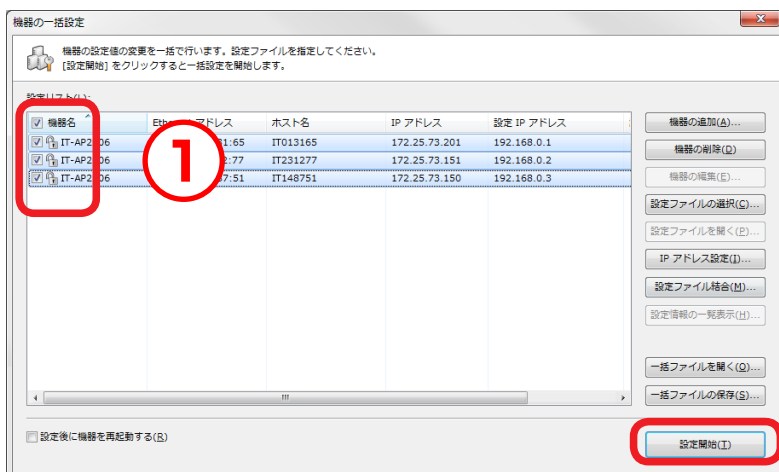 機器の一括設定
機器の設定値の変更を一括で行います。設定ファイルを指定してください。
[設定開始] をクリックすると一括設定を開始します。
設定リスト(L):
機器名 Ethernet アドレス ホスト名 IP アドレス 設定 IP アドレス
IT-AP2 06 31:65 IT013165 172.25.73.201 192.168.0.1
IT-AP2 06 2:77 IT231277 172.25.73.151 192.168.0.2
IT-AP2 06 7:51 IT148751 172.25.73.150 192.168.0.3
1
機器の追加(A)...
機器の削除(D)
機器の編集(E)...
設定ファイルの選択(C)...
設定ファイルを開く(P)...
IP アドレス設定(I)...
設定ファイル結合(M)...
設定情報の一覧表示(H)...
一括ファイルを開く(O)...
一括ファイルの保存(S)...
設定後に機器を再起動する(R)
設定開始(T)